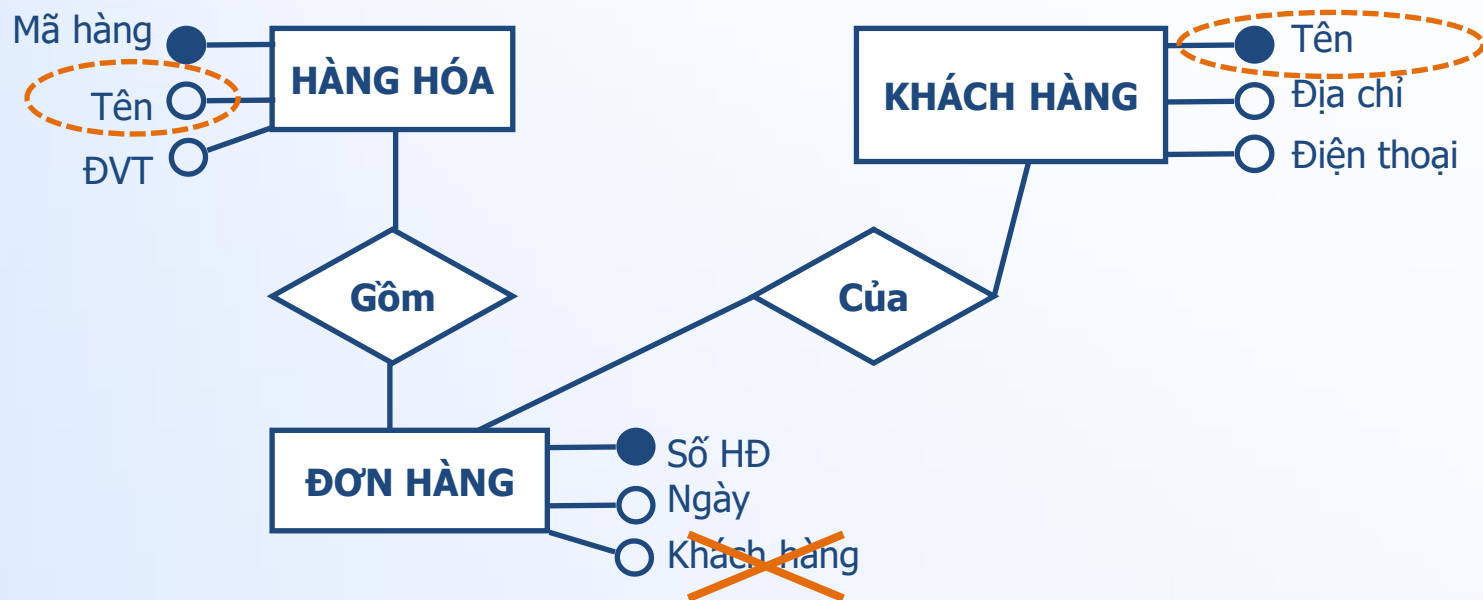 Mã hàng
Tên
ĐVT
HÀNG HÓA
KHÁCH HÀNG
Tên
Địa chỉ
Điện thoại
Gồm
Của
ĐƠN HÀNG
Số HĐ
Ngày
Khách hàng